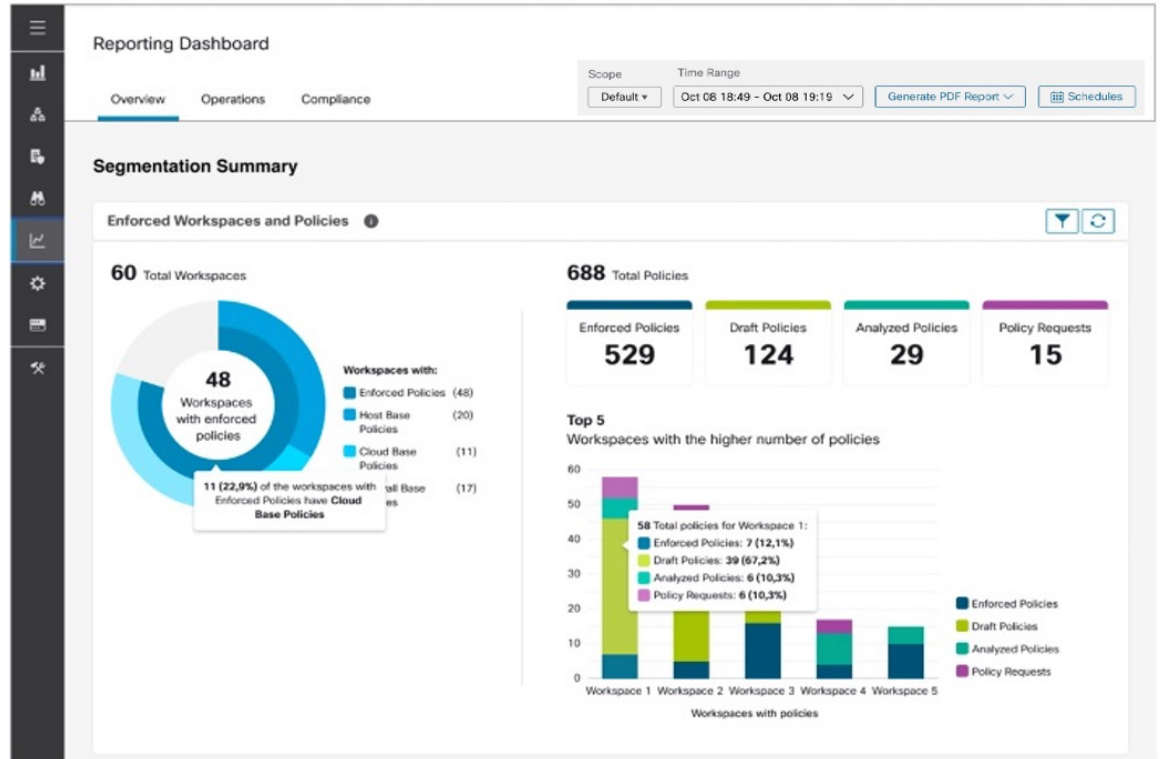 Reporting Dashboard
Overview
Operations
Compliance
Scope
Time Range
Default
Oct 08 18:49 - Oct 08 19:19
Generate PDF Report
Schedules
Segmentation Summary
Enforced Workspaces and Policies
60 Total Workspaces
48
Workspaces
with enforced
policies
Workspaces with:
Enforced Policies (48)
Host Base (20)
Policies
Cloud Base (11)
Policies
all Base (17)
es
11 (22,9%) of the workspaces with
Enforced Policies have Cloud
Base Policies
688 Total Policies
Enforced Policies
529
Draft Policies
124
Analyzed Policies
29
Policy Requests
15
Top 5
Workspaces with the higher number of policies
60
50
40
30
20
10
0
58 Total policies for Workspace 1:
Enforced Policies: 7 (12,1%)
Draft Policies: 39 (67,2%)
Analyzed Policies: 6 (10,3%)
Policy Requests: 6 (10,3%)
Workspace 1 Workspace 2 Workspace 3 Workspace 4 Workspace 5
Workspaces with policies
Enforced Policies
Draft Policies
Analyzed Policies
Policy Requests